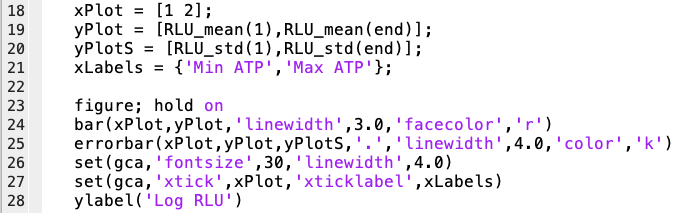 18 xPlot = [1 2];
19 yPlot = [RLU_mean(1),RLU_mean(end)];
20 yPlotS = [RLU_std(1),RLU_std(end)];
21 xLabels = {'Min ATP','Max ATP'};
22
23 figure; hold on
24 bar(xPlot,yPlot,'linewidth',3.0,'facecolor','r')
25 errorbar(xPlot,yPlot,yPlotS,'.','linewidth',4.0,'color','k')
26 set(gca,'fontsize',30,'linewidth',4.0)
27 set(gca,'xtick',xPlot,'xticklabel',xLabels)
28 ylabel('Log RLU')